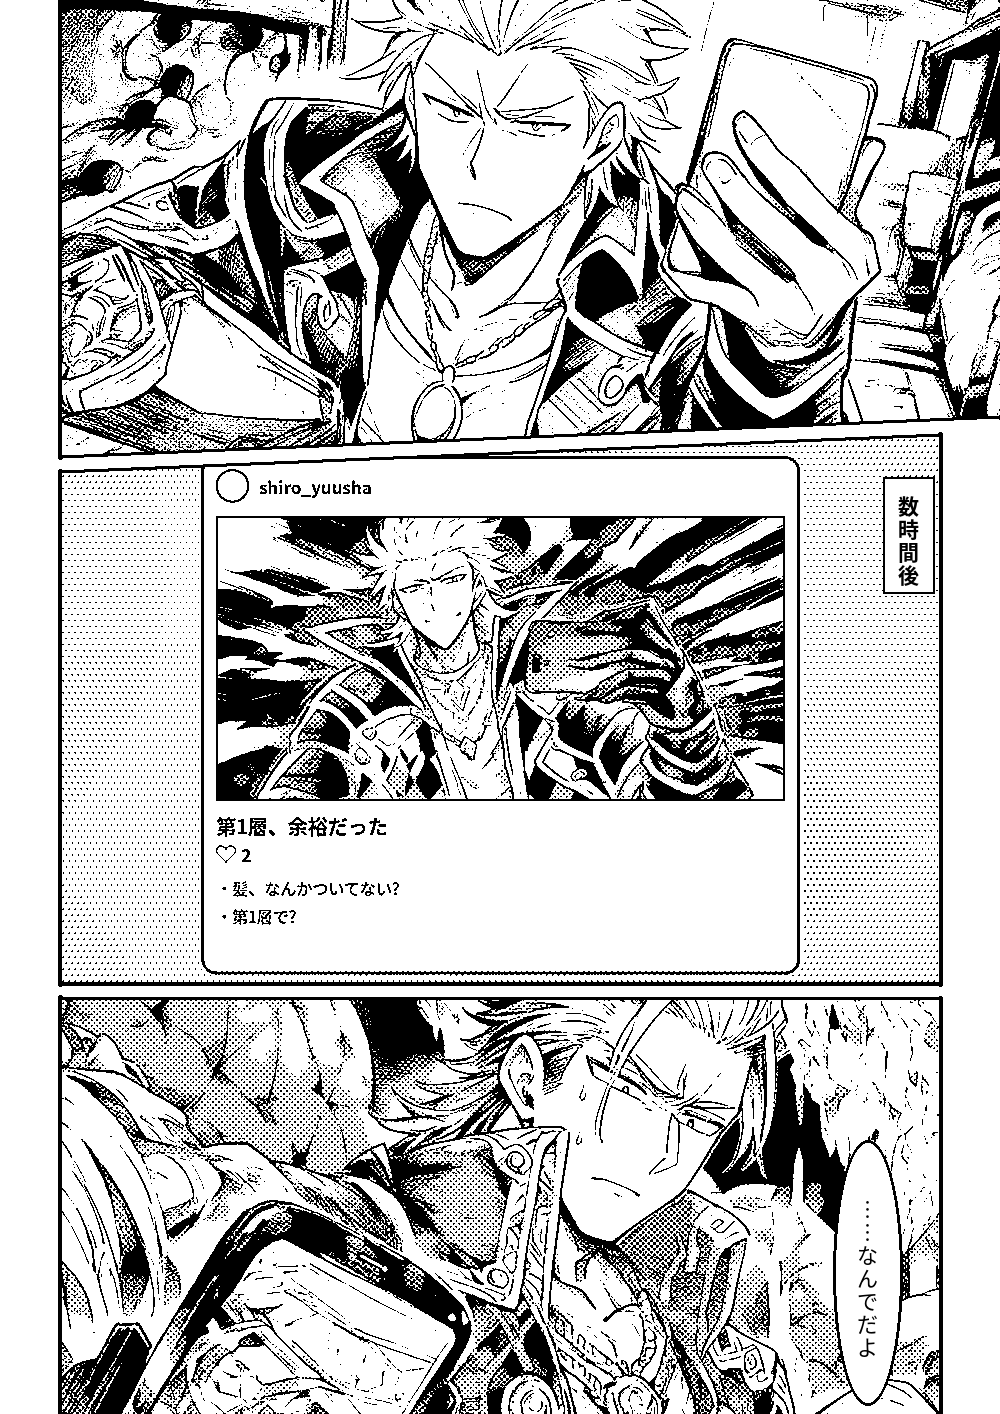 数時間後
shiro_yuusha
第1層、余裕だった
♡ 2
・髪、なんかついてない?
・第1層で?
……なんでだよ